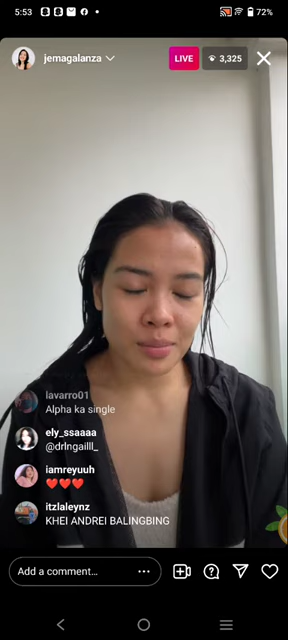 5:53
72%
jemagalanza
LIVE
3,325
lavarro01
Alpha ka single
ely_ssaaaa
@drlngailll_
iamreyuuh
❤️❤️❤️
itzlaleynz
KHEI ANDREI BALINGBING
Add a comment...